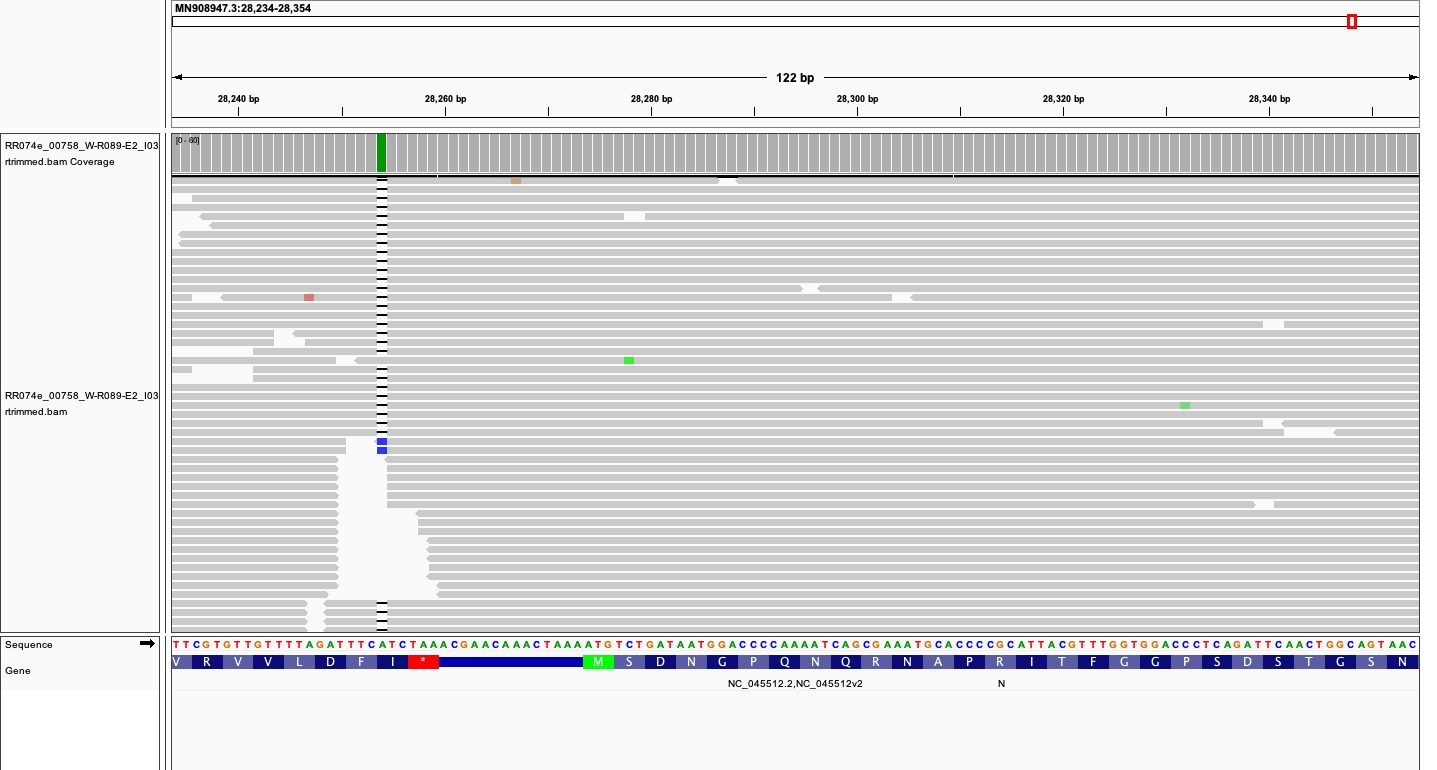 MN908947.3:28,234-28,354
122 bp
28,240 bp 28,260 bp 28,280 bp 28,300 bp 28,320 bp 28,340 bp
RR074e_00758_W-R089-E2_I03
rtrimmed.bam Coverage
[0 - 60]
RR074e_00758_W-R089-E2_I03
rtrimmed.bam
Sequence
T T C G T G T T G T T T T A G A T T T C A T C T A A A C G A A C A A A C T A A A A T G T C T G A T A A T G G A C C C C A A A A T C A G C G A A A T G C A C C C C G C A T T A C G T T T G G T G G A C C C T C A G A T T C A A C T G G C A G T A A C
Gene
V R V V L D F I * M S D N G P Q N Q R N A P R I T F G G P S D S T G S N
NC_045512.2,NC_045512v2 N